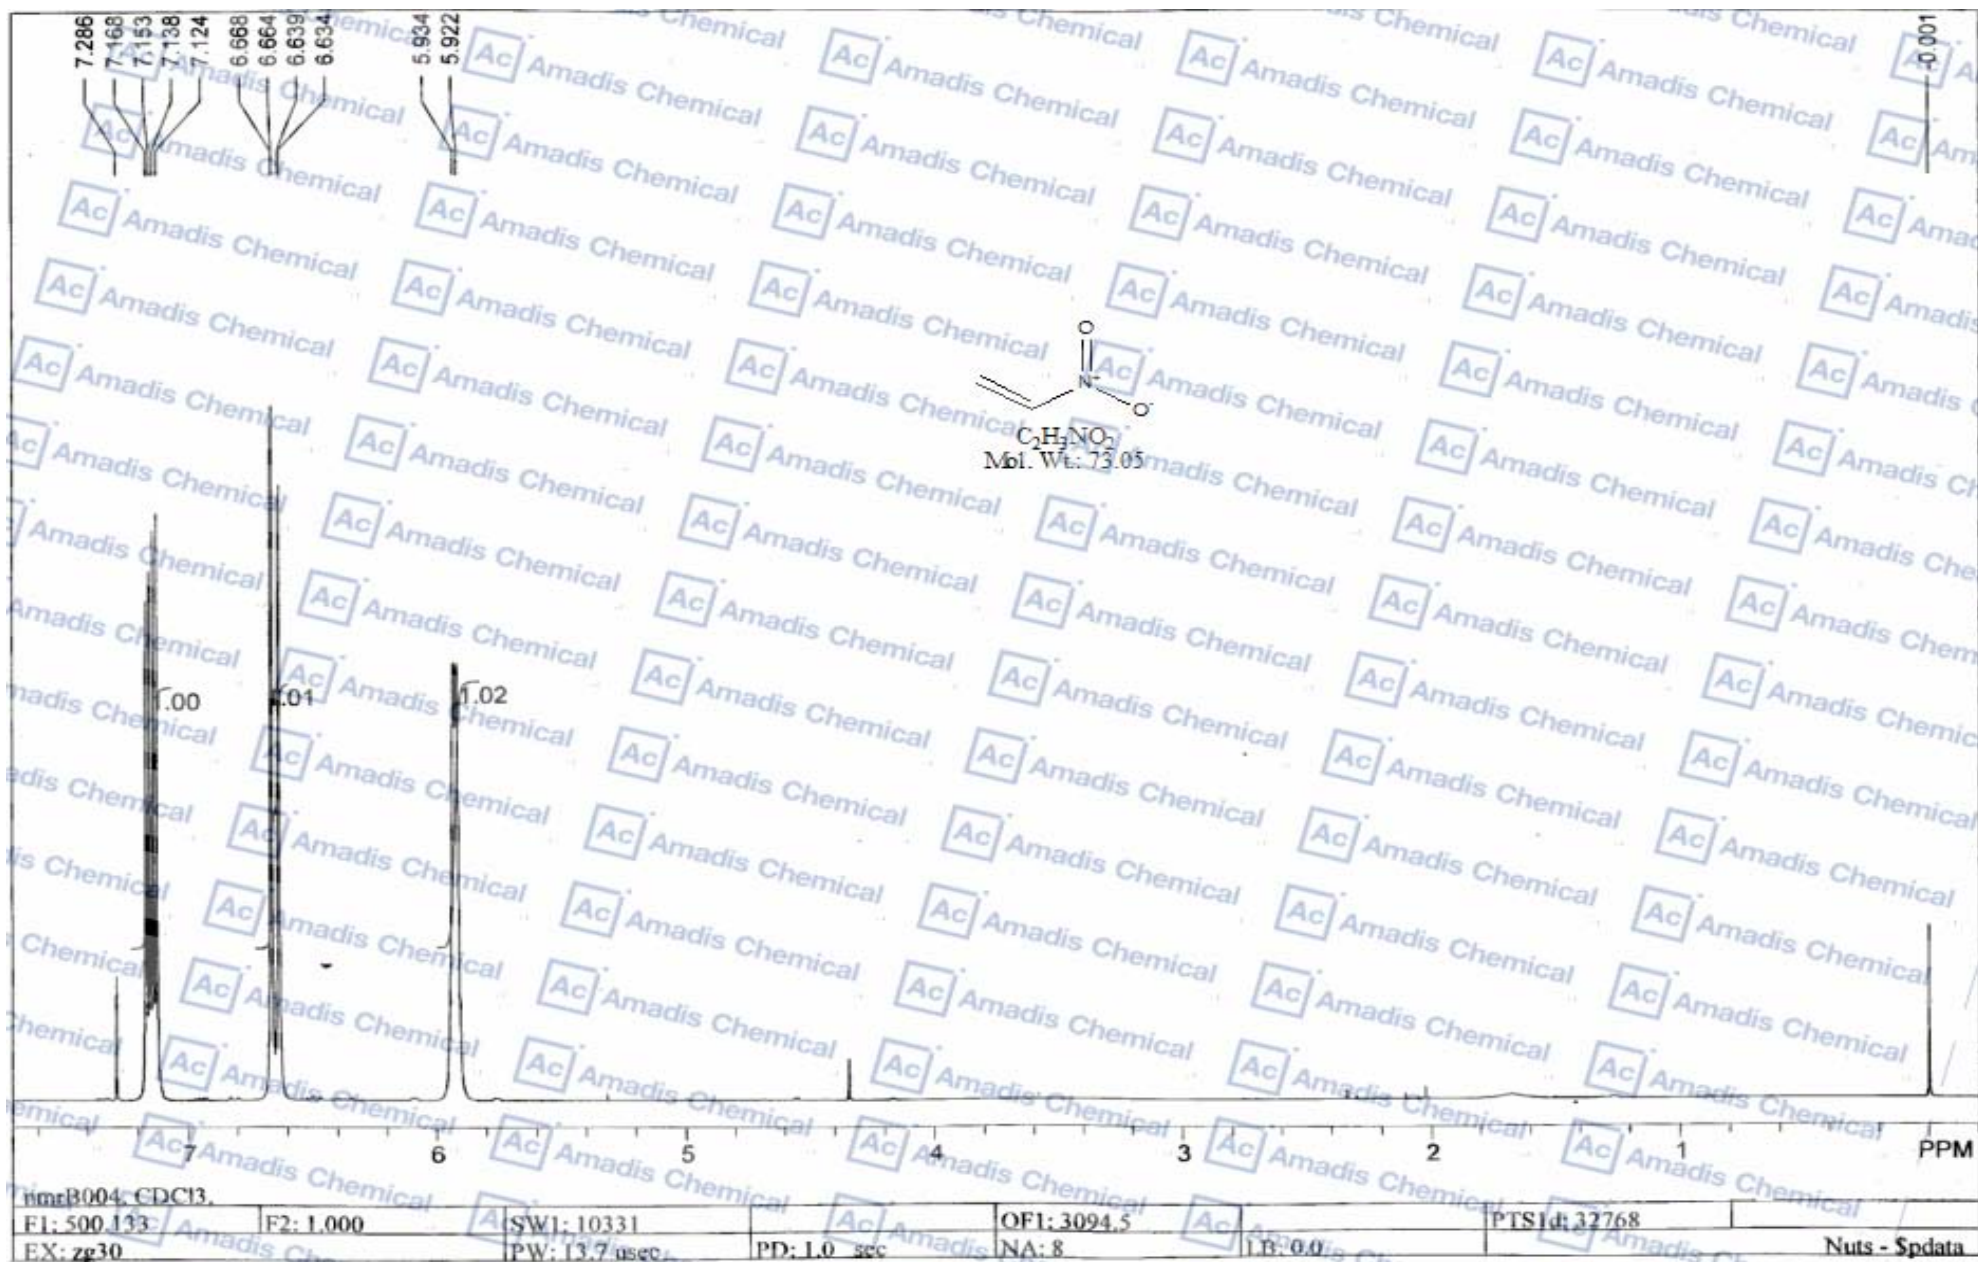 7.286
7.168
7.153
7.138
7.124
6.668
6.664
6.639
6.634
5.934
5.922
-0.001
O
N+
O-
C2H3NO2
Mol. Wt.: 73.05
1.00
1.01
1.02
7 6 5 4 3 2 1 PPM
nmrB004, CDCl3,
F1: 500.133 F2: 1.000 SW1: 10331 OF1: 3094.5 PTS1d: 32768
EX: zg30 PW: 13.7 usec PD: 1.0 sec NA: 8 LB: 0.0 Nuts - $pdata
Ac Amadis Chemical